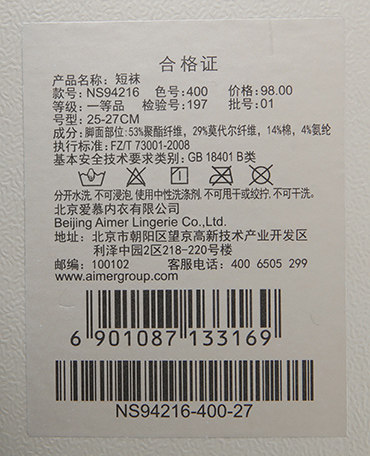 合格证
产品名称：短袜
款号：NS94216 色号：400 价格：98.00
等级：一等品 检验号：197 批号：01
号型：25-27CM
成分：脚面部位：53%聚酯纤维，29%莫代尔纤维，14%棉，4%氨纶
执行标准：FZ/T 73001-2008
基本安全技术要求类别：GB 18401 B类
1
分开水洗，不可浸泡，使用中性洗涤剂，不可甩干或绞拧，不可干洗。
北京爱慕内衣有限公司
Beijing Aimer Lingerie Co.,Ltd.
地址：北京市朝阳区望京高新技术产业开发区
利泽中园2区218-220号楼
邮编：100102 客服电话：400 6505 299
www.aimergroup.com
6 901087 133169
NS94216-400-27